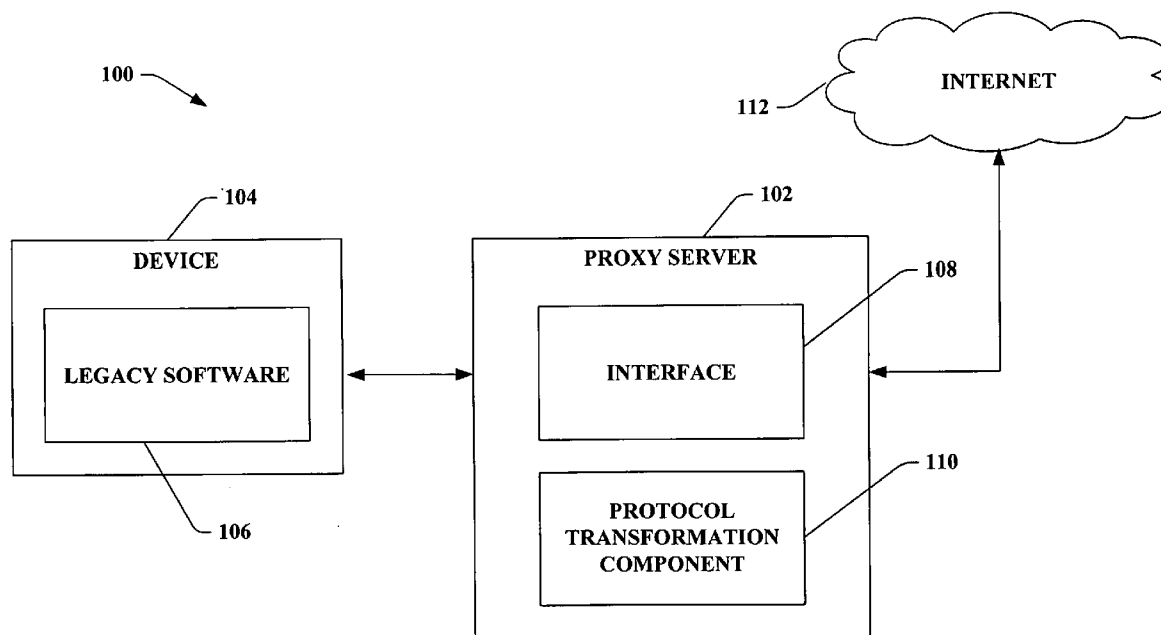 100
INTERNET
112
104
102
DEVICE
PROXY SERVER
108
LEGACY SOFTWARE
INTERFACE
106
110
PROTOCOL
TRANSFORMATION
COMPONENT